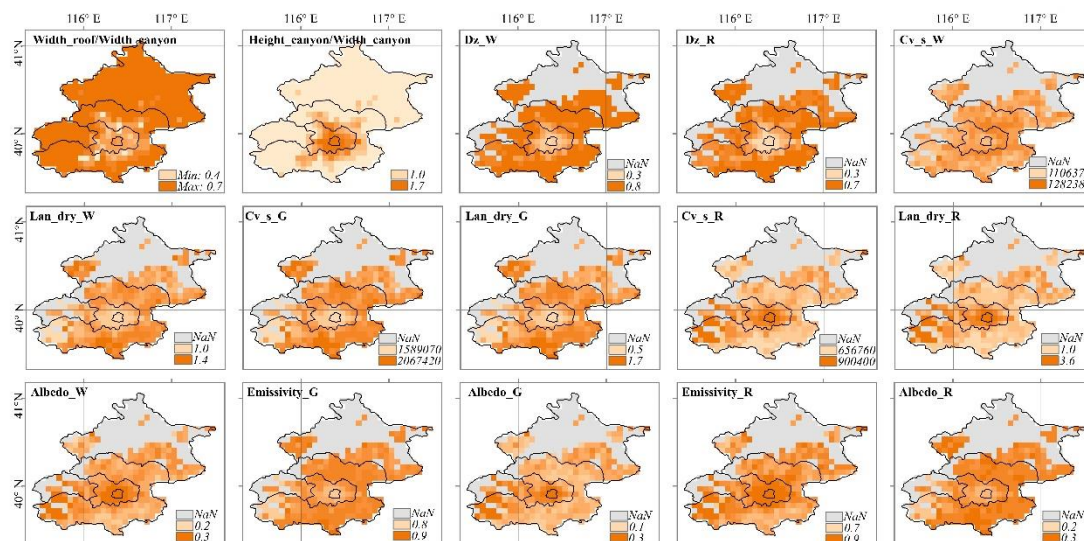 116° E 117° E 116° E 117° E 116° E 117° E 116° E 117° E 116° E 117° E
Width_roof/Width_canyon Height_canyon/Width_canyon Dz_W Dz_R Cv_s_W
41° N
40° N
NaN NaN NaN
Min: 0.4 1.0 0.3 0.3 110637
Max: 0.7 1.7 0.8 0.7 128238
Lan_dry_W Cv_s_G Lan_dry_G Cv_s_R Lan_dry_R
41° N
40° N
NaN NaN NaN NaN NaN
1.0 1589070 0.5 656760 1.0
1.4 2067420 1.7 900400 3.6
Albedo_W Emissivity_G Albedo_G Emissivity_R Albedo_R
41° N
40° N
NaN NaN NaN NaN NaN
0.2 0.8 0.1 0.7 0.2
0.3 0.9 0.3 0.9 0.3